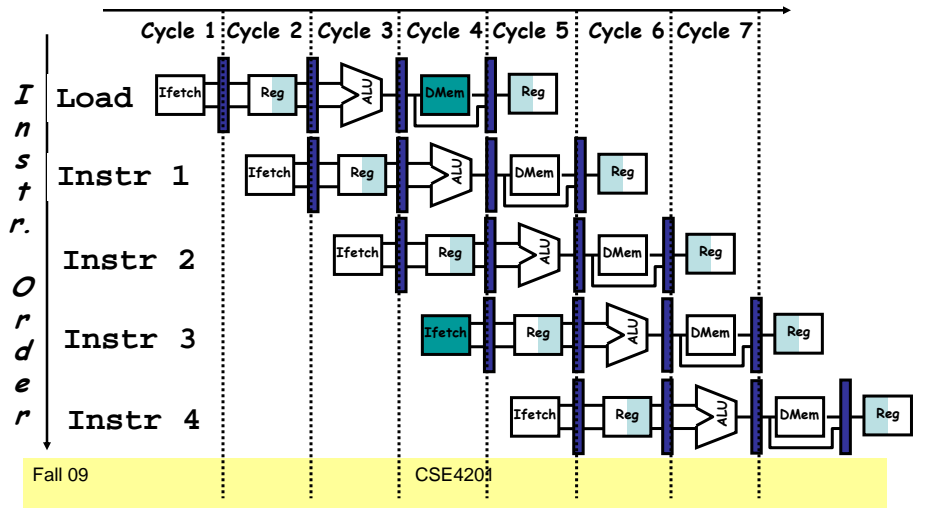 Cycle 1 Cycle 2 Cycle 3 Cycle 4 Cycle 5 Cycle 6 Cycle 7
Instr. Order
Load Ifetch Reg ALU DMem Reg
Instr 1 Ifetch Reg ALU DMem Reg
Instr 2 Ifetch Reg ALU DMem Reg
Instr 3 Ifetch Reg ALU DMem Reg
Instr 4 Ifetch Reg ALU DMem Reg
Fall 09 CSE4201